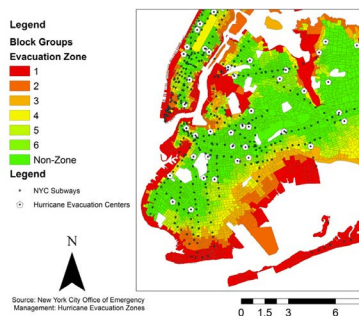 Legend
Block Groups
Evacuation Zone
1
2
3
4
5
6
Non-Zone
Legend
NYC Subways
Hurricane Evacuation Centers
N
Source: New York City Office of Emergency
Management: Hurricane Evacuation Zones
0 1.5 3 6